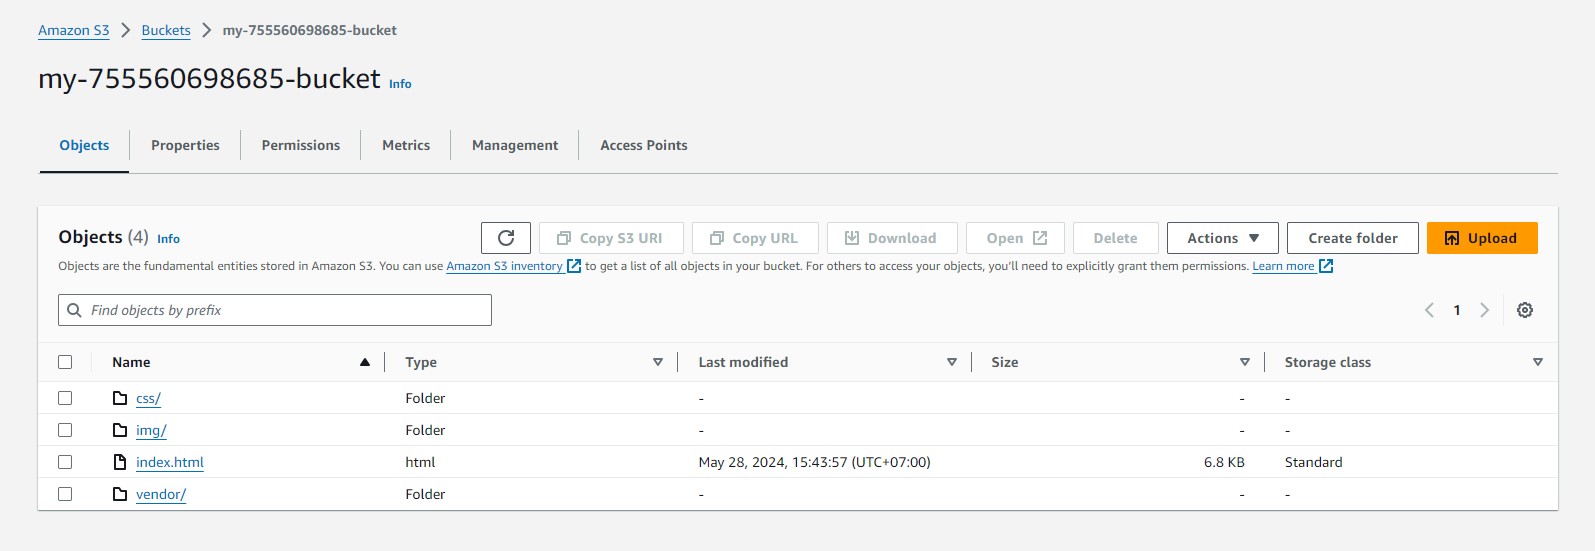 Amazon S3 > Buckets > my-755560698685-bucket
my-755560698685-bucket Info
Objects Properties Permissions Metrics Management Access Points
Objects (4) Info Copy S3 URI Copy URL Download Open Delete Actions Create folder Upload
Objects are the fundamental entities stored in Amazon S3. You can use Amazon S3 inventory to get a list of all objects in your bucket. For others to access your objects, you'll need to explicitly grant them permissions. Learn more
Find objects by prefix 1
Name Type Last modified Size Storage class
css/ Folder - - -
img/ Folder - - -
index.html html May 28, 2024, 15:43:57 (UTC+07:00) 6.8 KB Standard
vendor/ Folder - - -